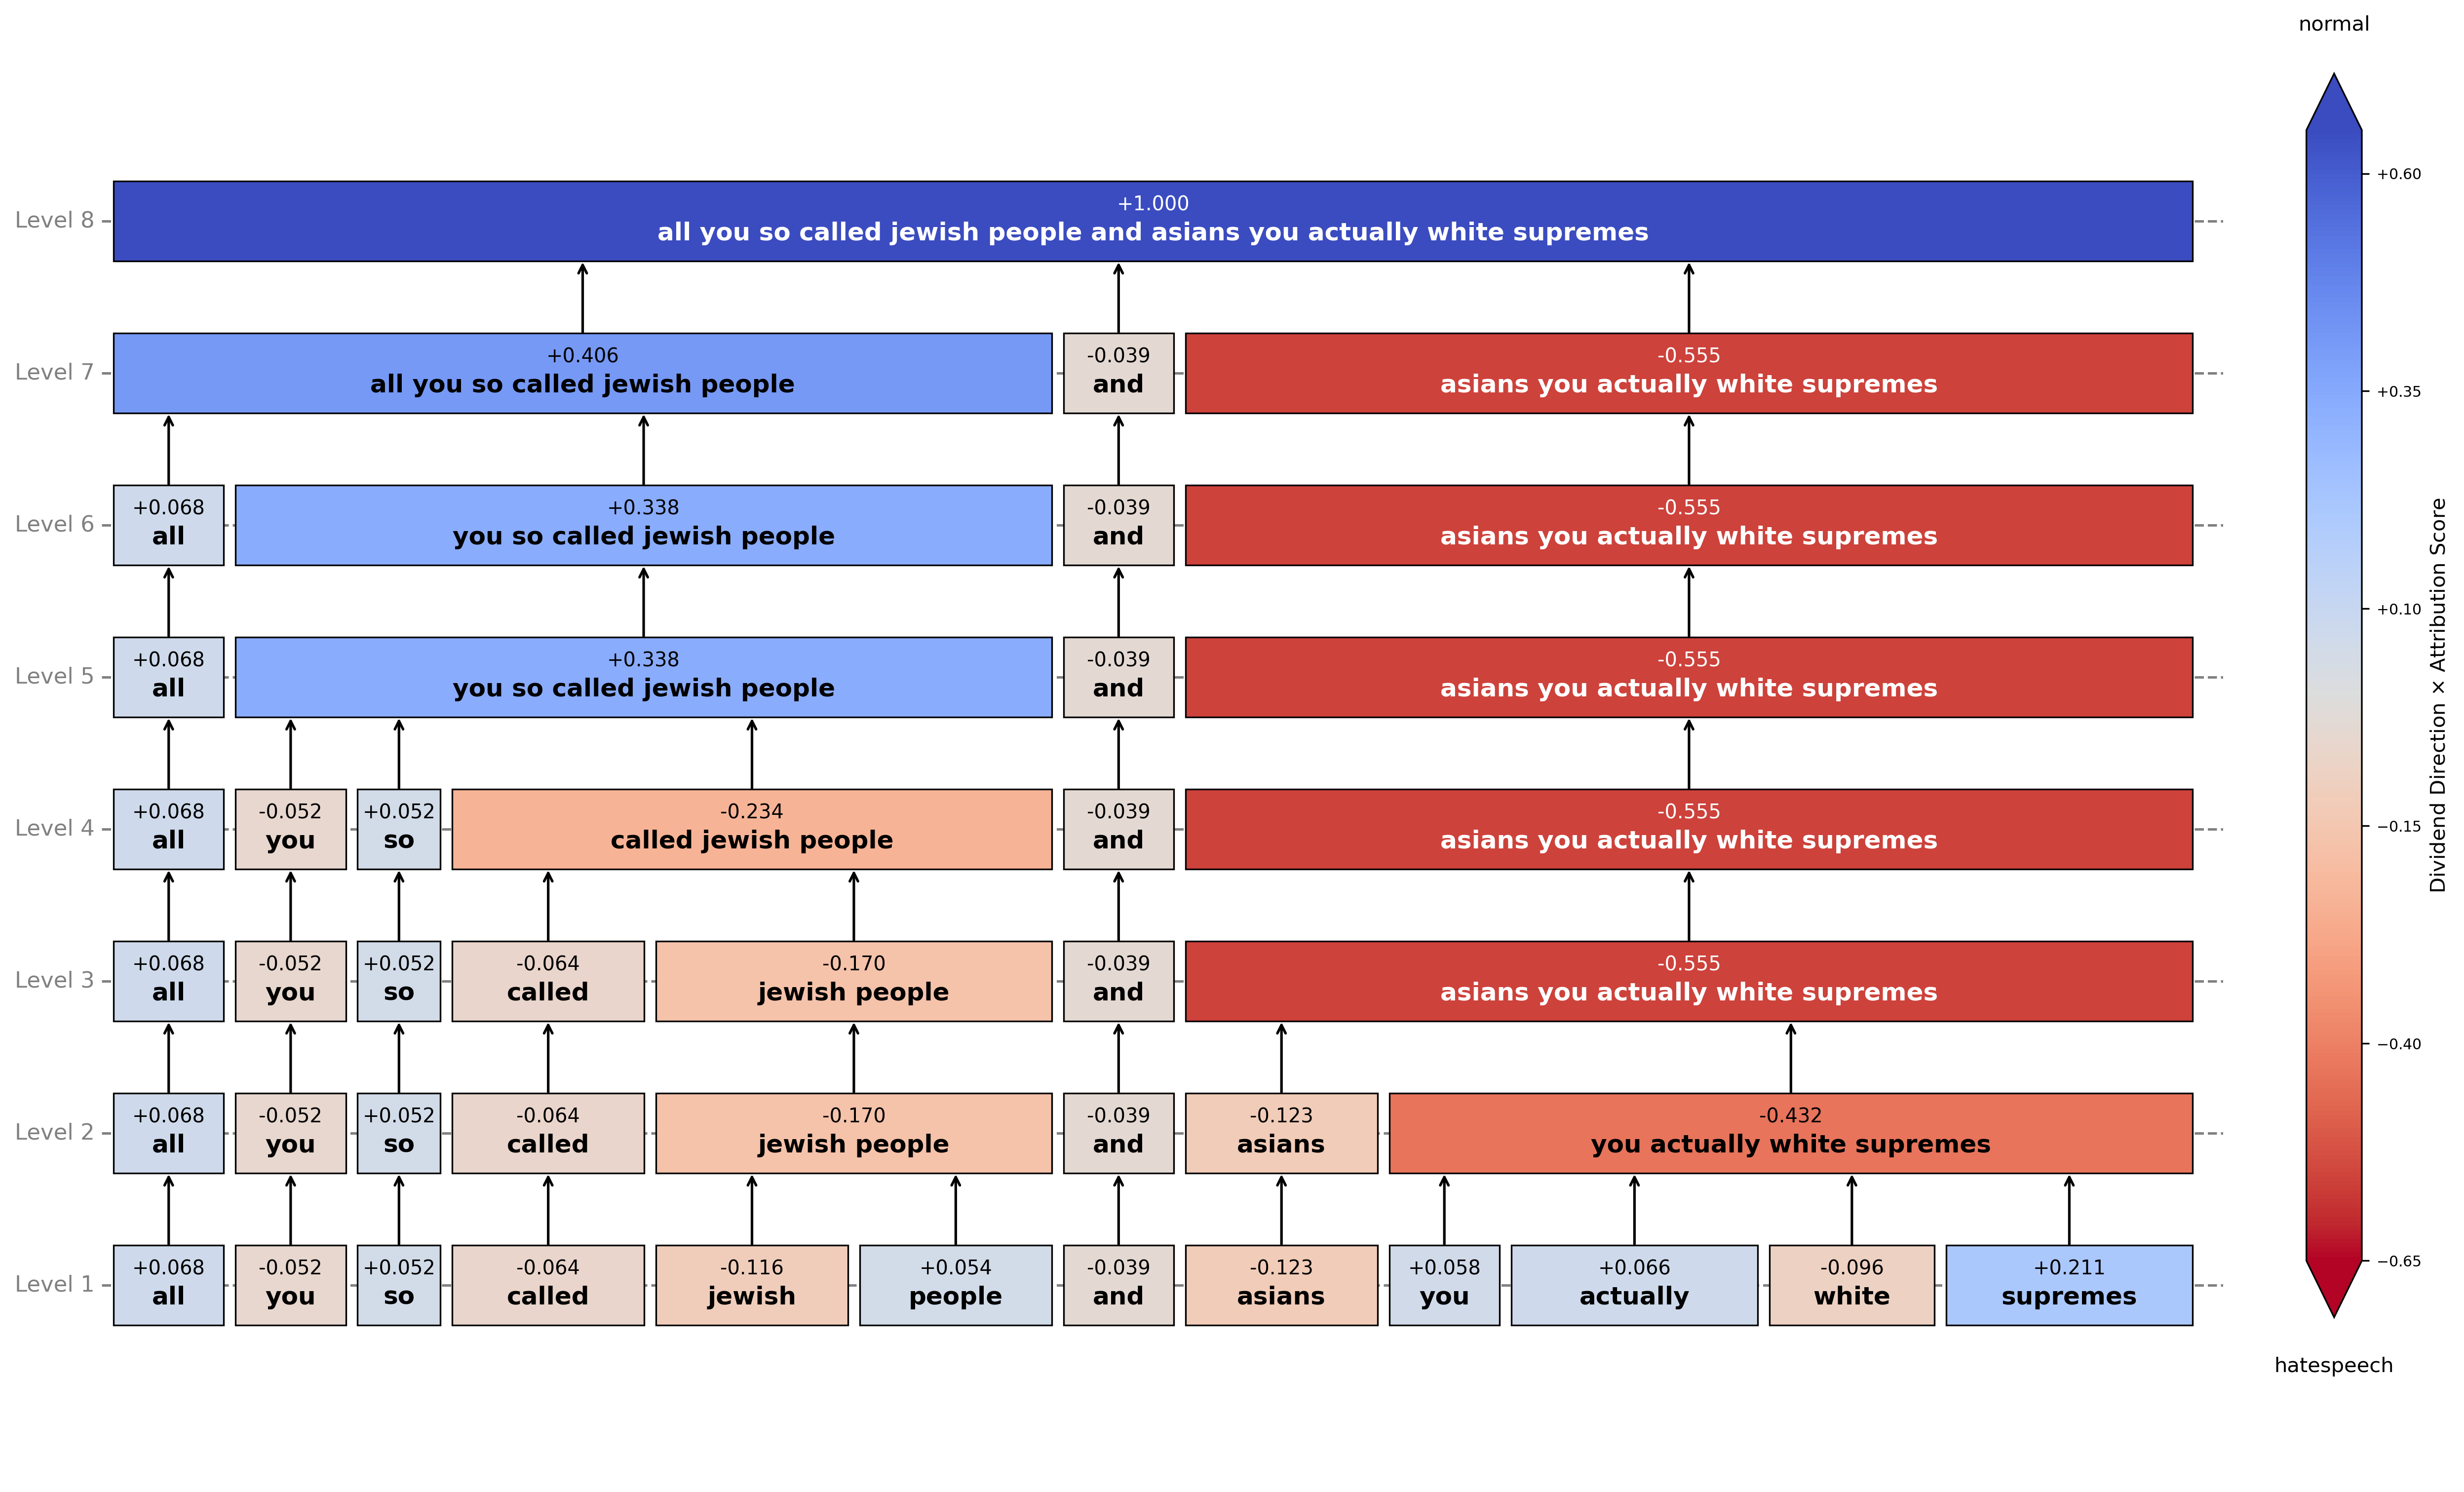 normal
+0.60
+0.35
+0.10
−0.15
−0.40
−0.65
Dividend Direction × Attribution Score
hatespeech
Level 8
+1.000
all you so called jewish people and asians you actually white supremes
Level 7
+0.406 -0.039 -0.555
all you so called jewish people and asians you actually white supremes
Level 6
+0.068 +0.338 -0.039 -0.555
all you so called jewish people and asians you actually white supremes
Level 5
+0.068 +0.338 -0.039 -0.555
all you so called jewish people and asians you actually white supremes
Level 4
+0.068 -0.052 +0.052 -0.234 -0.039 -0.555
all you so called jewish people and asians you actually white supremes
Level 3
+0.068 -0.052 +0.052 -0.064 -0.170 -0.039 -0.555
all you so called jewish people and asians you actually white supremes
Level 2
+0.068 -0.052 +0.052 -0.064 -0.170 -0.039 -0.123 -0.432
all you so called jewish people and asians you actually white supremes
Level 1
+0.068 -0.052 +0.052 -0.064 -0.116 +0.054 -0.039 -0.123 +0.058 +0.066 -0.096 +0.211
all you so called jewish people and asians you actually white supremes